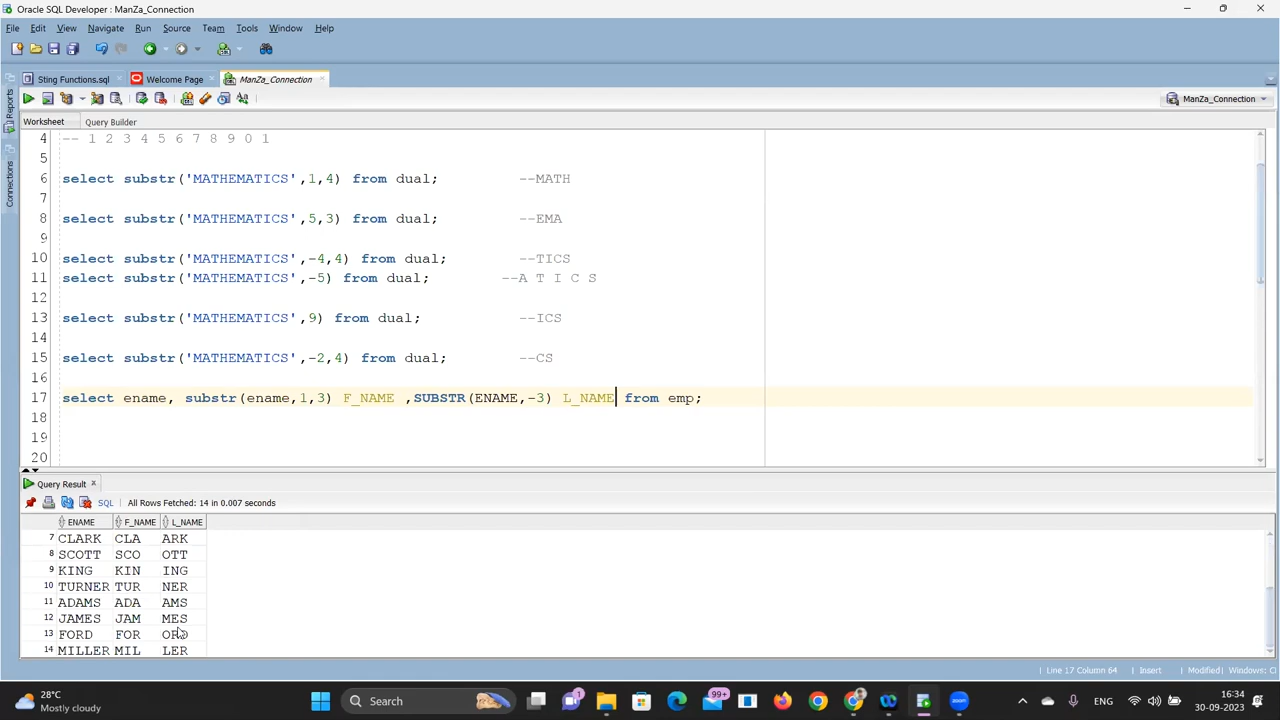 Oracle SQL Developer : ManZa_Connection
File Edit View Navigate Run Source Team Tools Window Help
Sting Functions.sql Welcome Page ManZa_Connection
ManZa_Connection
Worksheet Query Builder
Reports
Connections
4 -- 1 2 3 4 5 6 7 8 9 0 1
5
6 select substr('MATHEMATICS',1,4) from dual; --MATH
7
8 select substr('MATHEMATICS',5,3) from dual; --EMA
9
10 select substr('MATHEMATICS',-4,4) from dual; --TICS
11 select substr('MATHEMATICS',-5) from dual; --A T I C S
12
13 select substr('MATHEMATICS',9) from dual; --ICS
14
15 select substr('MATHEMATICS',-2,4) from dual; --CS
16
17 select ename, substr(ename,1,3) F_NAME ,SUBSTR(ENAME,-3) L_NAME from emp;
18
19
20
Query Result
SQL All Rows Fetched: 14 in 0.007 seconds
ENAME F_NAME L_NAME
7 CLARK CLA ARK
8 SCOTT SCO OTT
9 KING KIN ING
10 TURNER TUR NER
11 ADAMS ADA AMS
12 JAMES JAM MES
13 FORD FOR ORD
14 MILLER MIL LER
Line 17 Column 64 Insert Modified Windows: C
28°C
Mostly cloudy
Search
99+
ENG
16:34
30-09-2023